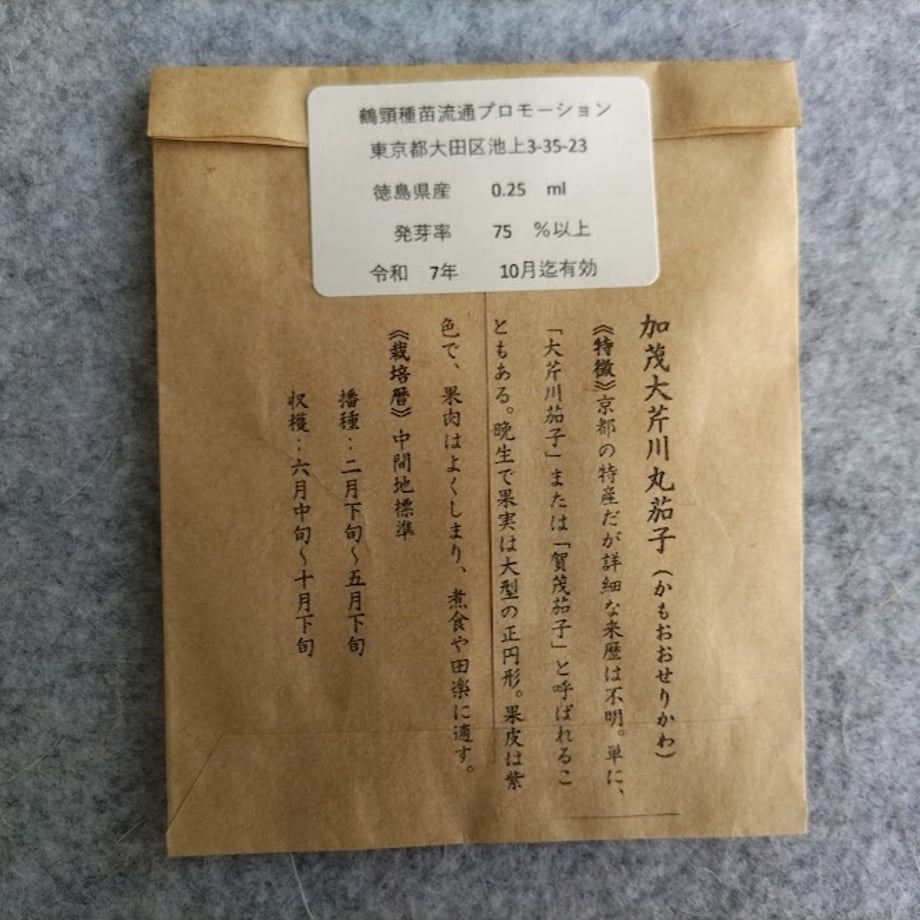 鶴頸種苗流通プロモーション
東京都大田区池上3-35-23
徳島県産 0.25 ml
発芽率 75 %以上
令和 7年 10月迄有効
加茂大芹川丸茄子（かもおおせりかわ）
《特徴》京都の特産だが詳細な来歴は不明。単に、
「大芹川茄子」または「賀茂茄子」と呼ばれるこ
ともある。晩生で果実は大型の正円形。果皮は紫
色で、果肉はよくしまり、煮食や田楽に適す。
《栽培暦》中間地標準
播種：二月下旬～五月下旬
収穫：六月中旬～十月下旬